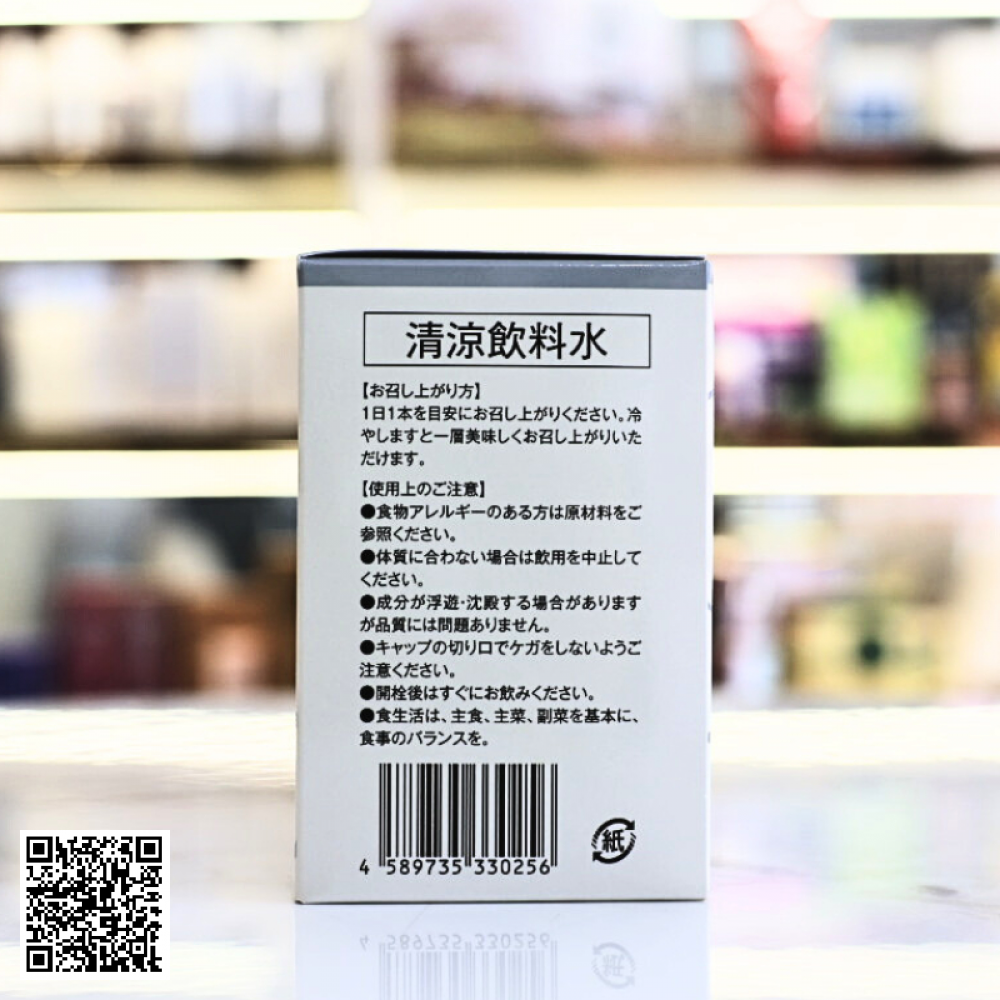 清涼飲料水
【お召し上がり方】
1日1本を目安にお召し上がりください。冷
やしますと一層美味しくお召し上がりいた
だけます。
【使用上のご注意】
●食物アレルギーのある方は原材料をご
参照ください。
●体質に合わない場合は飲用を中止して
ください。
●成分が浮遊・沈殿する場合があります
が品質には問題ありません。
●キャップの切り口でケガをしないようご
注意ください。
●開栓後はすぐにお飲みください。
●食生活は、主食、主菜、副菜を基本に、
食事のバランスを。
4 589735 330256
紙